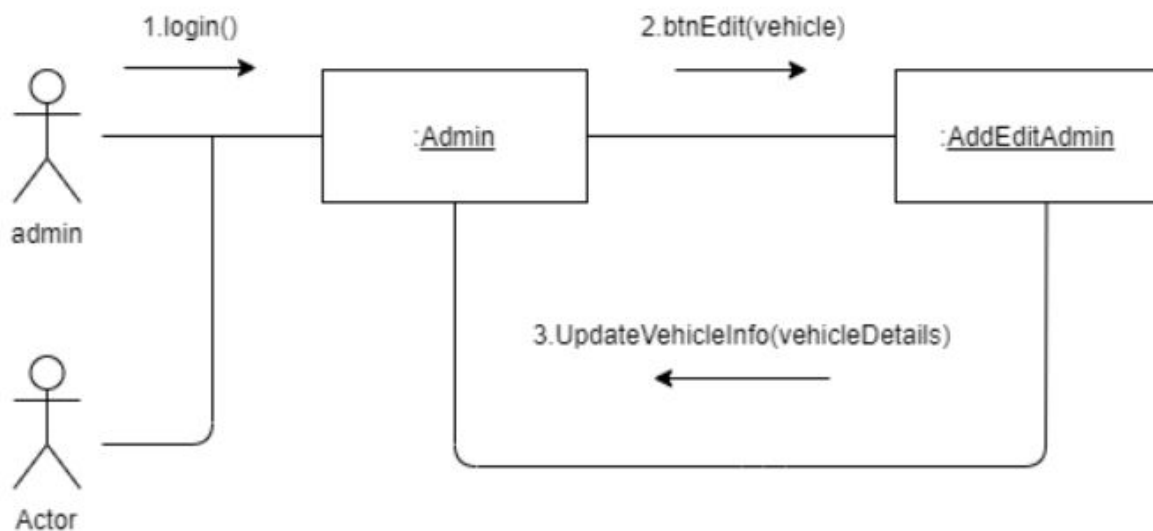 1.login()
2.btnEdit(vehicle)
:Admin
:AddEditAdmin
admin
3.UpdateVehicleInfo(vehicleDetails)
Actor